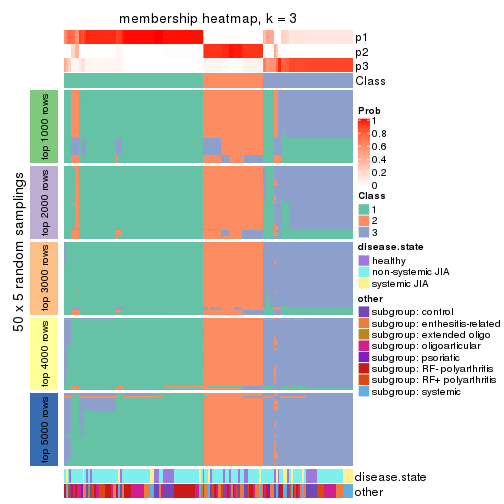 membership heatmap, k = 3
p1
p2
p3
Class
50 x 5 random samplings
top 1000 rows
top 2000 rows
top 3000 rows
top 4000 rows
top 5000 rows
disease.state
other
Prob
1
0.8
0.6
0.4
0.2
0
Class
1
2
3
disease.state
healthy
non-systemic JIA
systemic JIA
other
subgroup: control
subgroup: enthesitis-related
subgroup: extended oligo
subgroup: oligoarticular
subgroup: psoriatic
subgroup: RF- polyarthritis
subgroup: RF+ polyarthritis
subgroup: systemic